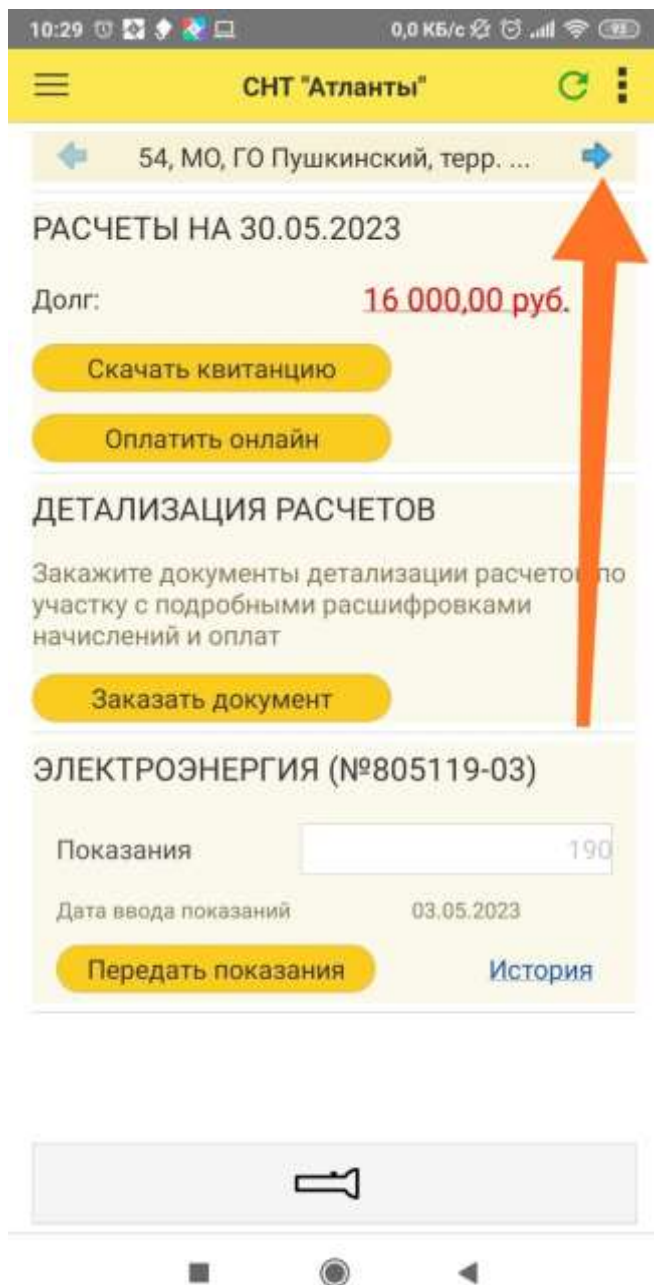 10:29 0,0 КБ/с 93
СНТ "Атланты"
54, МО, ГО Пушкинский, терр. ...
РАСЧЕТЫ НА 30.05.2023
Долг: 16 000,00 руб.
Скачать квитанцию
Оплатить онлайн
ДЕТАЛИЗАЦИЯ РАСЧЕТОВ
Закажите документы детализации расчетов по
участку с подробными расшифровками
начислений и оплат
Заказать документ
ЭЛЕКТРОЭНЕРГИЯ (№805119-03)
Показания 190
Дата ввода показаний 03.05.2023
Передать показания История